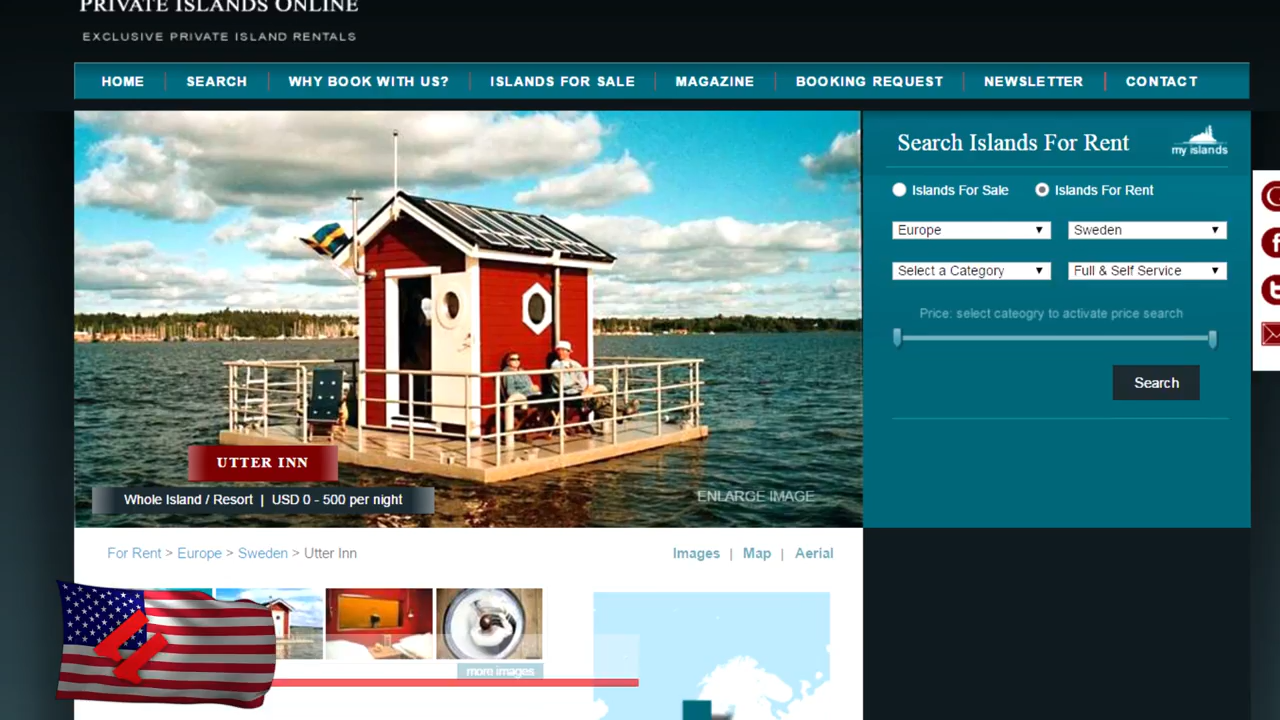 PRIVATE ISLANDS ONLINE
EXCLUSIVE PRIVATE ISLAND RENTALS
HOME SEARCH WHY BOOK WITH US? ISLANDS FOR SALE MAGAZINE BOOKING REQUEST NEWSLETTER CONTACT
Search Islands For Rent
my islands
Islands For Sale Islands For Rent
Europe Sweden
Select a Category Full & Self Service
Price: select cateogry to activate price search
Search
UTTER INN
Whole Island / Resort | USD 0 - 500 per night
ENLARGE IMAGE
For Rent > Europe > Sweden > Utter Inn
Images | Map | Aerial
more images